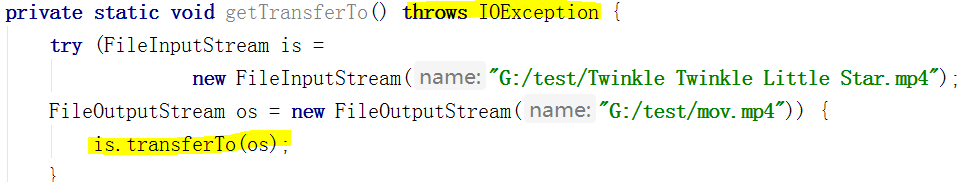 private static void getTransferTo() throws IOException {
try (FileInputStream is =
new FileInputStream( name: "G:/test/Twinkle Twinkle Little Star.mp4");
FileOutputStream os = new FileOutputStream( name: "G:/test/mov.mp4")) {
is.transferTo(os);
}